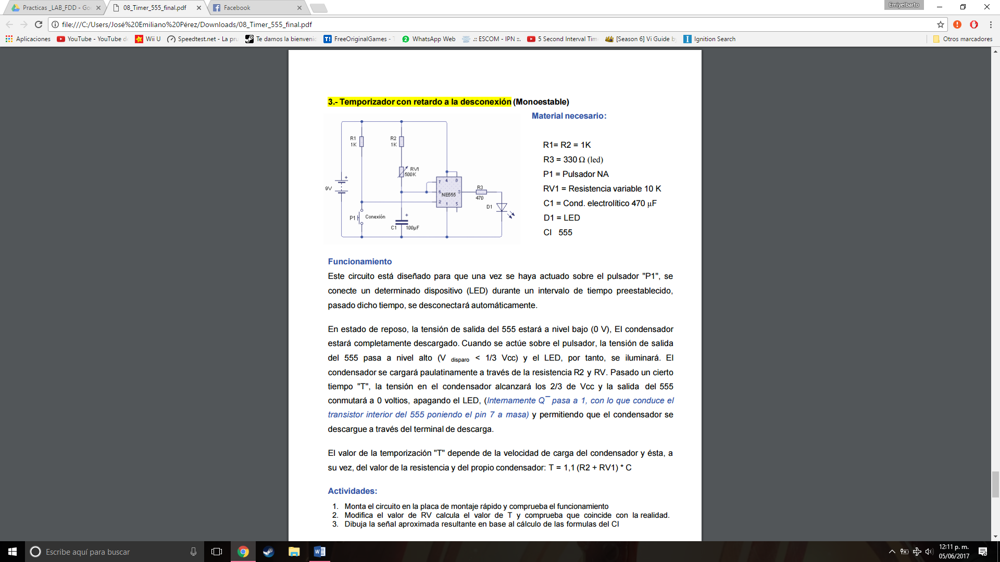 Practicas _LAB_FDD - Go
08_Timer_555_final.pdf
Facebook
Emiyelbarto
file:///C:/Users/José%20Emiliano%20Pérez/Downloads/08_Timer_555_final.pdf
Aplicaciones
YouTube - YouTube d
Wii U
Speedtest.net - La pru
Te damos la bienvenid
FreeOriginalGames - T
WhatsApp Web
.:: ESCOM - IPN ::.
5 Second Interval Tim
[Season 6] Vi Guide b
Ignition Search
Otros marcadores
3.- Temporizador con retardo a la desconexión (Monoestable)
Material necesario:
R1
1K
R2
1K
RV1
500K
9V
7
4
8
6
NE555
3
2
1
5
R3
470
D1
P1
Conexión
C1
+
100µF
R1= R2 = 1K
R3 = 330 Ω (led)
P1 = Pulsador NA
RV1 = Resistencia variable 10 K
C1 = Cond. electrolítico 470 µF
D1 = LED
CI 555
Funcionamiento
Este circuito está diseñado para que una vez se haya actuado sobre el pulsador "P1", se
conecte un determinado dispositivo (LED) durante un intervalo de tiempo preestablecido,
pasado dicho tiempo, se desconectará automáticamente.
En estado de reposo, la tensión de salida del 555 estará a nivel bajo (0 V), El condensador
estará completamente descargado. Cuando se actúe sobre el pulsador, la tensión de salida
del 555 pasa a nivel alto (V disparo < 1/3 Vcc) y el LED, por tanto, se iluminará. El
condensador se cargará paulatinamente a través de la resistencia R2 y RV. Pasado un cierto
tiempo "T", la tensión en el condensador alcanzará los 2/3 de Vcc y la salida del 555
conmutará a 0 voltios, apagando el LED, (Internamente Q¯ pasa a 1, con lo que conduce el
transistor interior del 555 poniendo el pin 7 a masa) y permitiendo que el condensador se
descargue a través del terminal de descarga.
El valor de la temporización "T" depende de la velocidad de carga del condensador y ésta, a
su vez, del valor de la resistencia y del propio condensador: T = 1,1 (R2 + RV1) * C
Actividades:
1. Monta el circuito en la placa de montaje rápido y comprueba el funcionamiento
2. Modifica el valor de RV calcula el valor de T y comprueba que coincide con la realidad.
3. Dibuja la señal aproximada resultante en base al cálculo de las formulas del CI
Escribe aquí para buscar
12:11 p. m.
05/06/2017